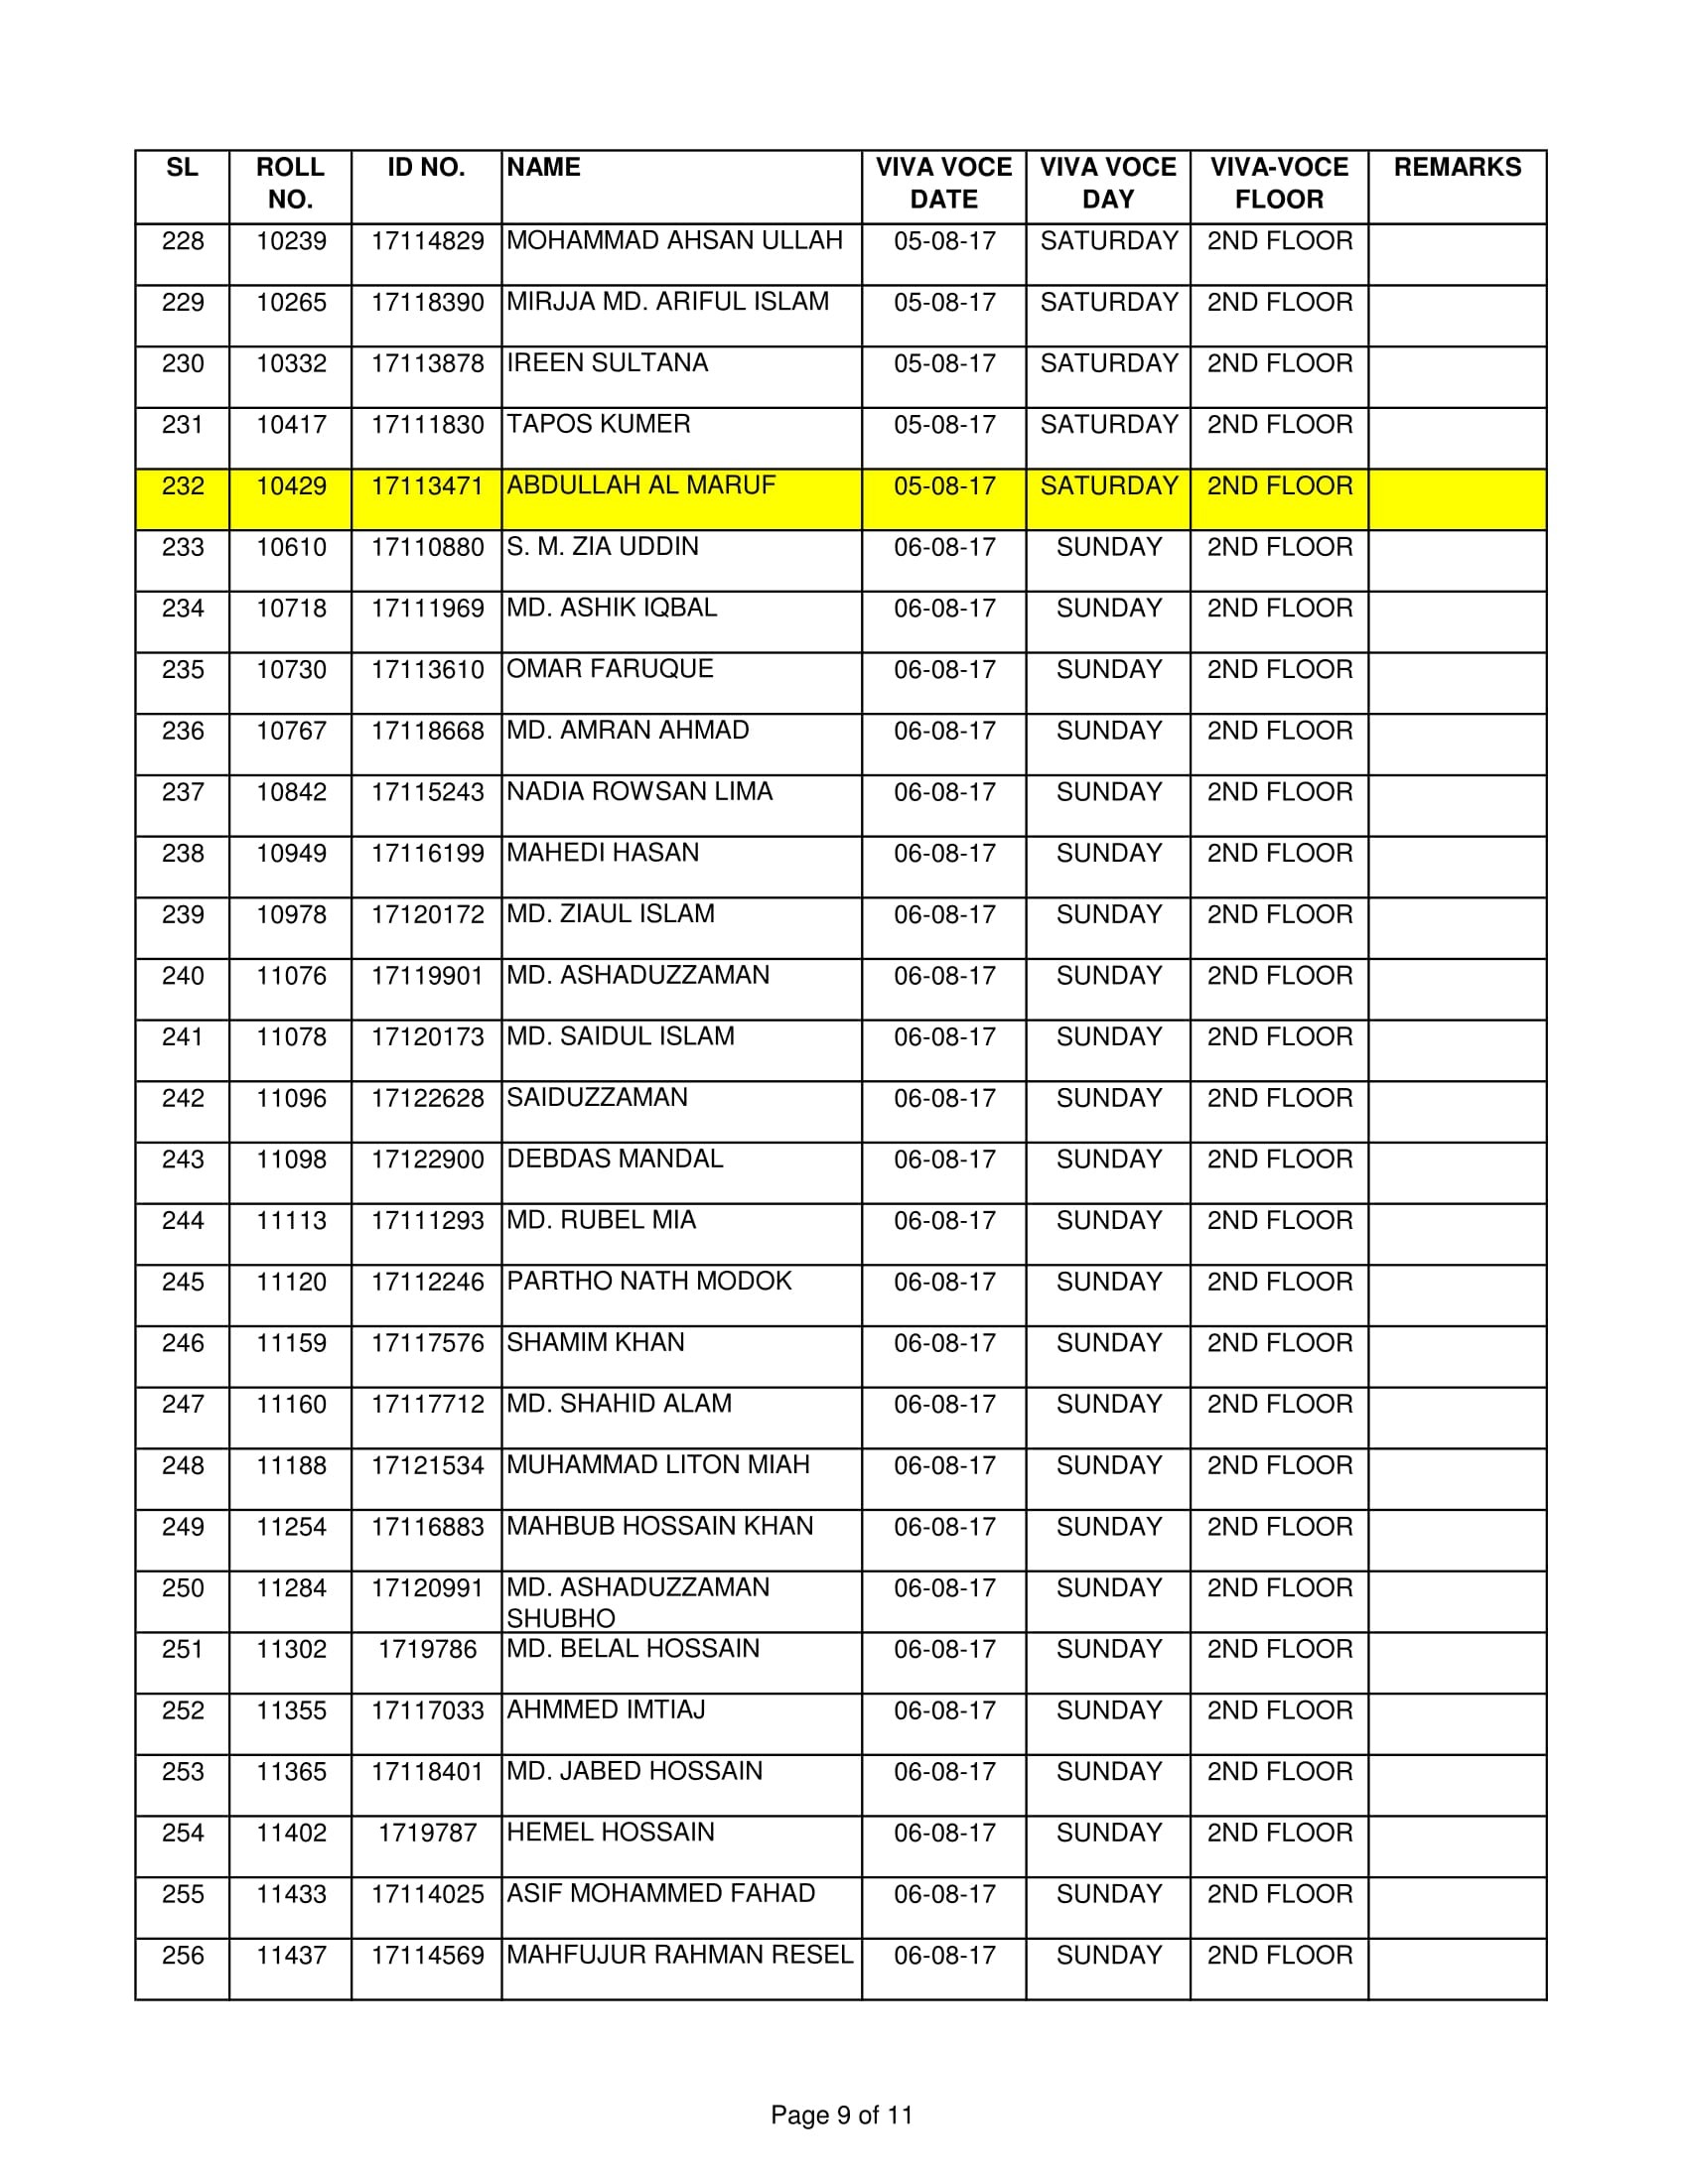 SL ROLL NO. ID NO. NAME VIVA VOCE DATE VIVA VOCE DAY VIVA-VOCE FLOOR REMARKS
228 10239 17114829 MOHAMMAD AHSAN ULLAH 05-08-17 SATURDAY 2ND FLOOR
229 10265 17118390 MIRJJA MD. ARIFUL ISLAM 05-08-17 SATURDAY 2ND FLOOR
230 10332 17113878 IREEN SULTANA 05-08-17 SATURDAY 2ND FLOOR
231 10417 17111830 TAPOS KUMER 05-08-17 SATURDAY 2ND FLOOR
232 10429 17113471 ABDULLAH AL MARUF 05-08-17 SATURDAY 2ND FLOOR
233 10610 17110880 S. M. ZIA UDDIN 06-08-17 SUNDAY 2ND FLOOR
234 10718 17111969 MD. ASHIK IQBAL 06-08-17 SUNDAY 2ND FLOOR
235 10730 17113610 OMAR FARUQUE 06-08-17 SUNDAY 2ND FLOOR
236 10767 17118668 MD. AMRAN AHMAD 06-08-17 SUNDAY 2ND FLOOR
237 10842 17115243 NADIA ROWSAN LIMA 06-08-17 SUNDAY 2ND FLOOR
238 10949 17116199 MAHEDI HASAN 06-08-17 SUNDAY 2ND FLOOR
239 10978 17120172 MD. ZIAUL ISLAM 06-08-17 SUNDAY 2ND FLOOR
240 11076 17119901 MD. ASHADUZZAMAN 06-08-17 SUNDAY 2ND FLOOR
241 11078 17120173 MD. SAIDUL ISLAM 06-08-17 SUNDAY 2ND FLOOR
242 11096 17122628 SAIDUZZAMAN 06-08-17 SUNDAY 2ND FLOOR
243 11098 17122900 DEBDAS MANDAL 06-08-17 SUNDAY 2ND FLOOR
244 11113 17111293 MD. RUBEL MIA 06-08-17 SUNDAY 2ND FLOOR
245 11120 17112246 PARTHO NATH MODOK 06-08-17 SUNDAY 2ND FLOOR
246 11159 17117576 SHAMIM KHAN 06-08-17 SUNDAY 2ND FLOOR
247 11160 17117712 MD. SHAHID ALAM 06-08-17 SUNDAY 2ND FLOOR
248 11188 17121534 MUHAMMAD LITON MIAH 06-08-17 SUNDAY 2ND FLOOR
249 11254 17116883 MAHBUB HOSSAIN KHAN 06-08-17 SUNDAY 2ND FLOOR
250 11284 17120991 MD. ASHADUZZAMAN SHUBHO 06-08-17 SUNDAY 2ND FLOOR
251 11302 1719786 MD. BELAL HOSSAIN 06-08-17 SUNDAY 2ND FLOOR
252 11355 17117033 AHMMED IMTIAJ 06-08-17 SUNDAY 2ND FLOOR
253 11365 17118401 MD. JABED HOSSAIN 06-08-17 SUNDAY 2ND FLOOR
254 11402 1719787 HEMEL HOSSAIN 06-08-17 SUNDAY 2ND FLOOR
255 11433 17114025 ASIF MOHAMMED FAHAD 06-08-17 SUNDAY 2ND FLOOR
256 11437 17114569 MAHFUJUR RAHMAN RESEL 06-08-17 SUNDAY 2ND FLOOR
Page 9 of 11